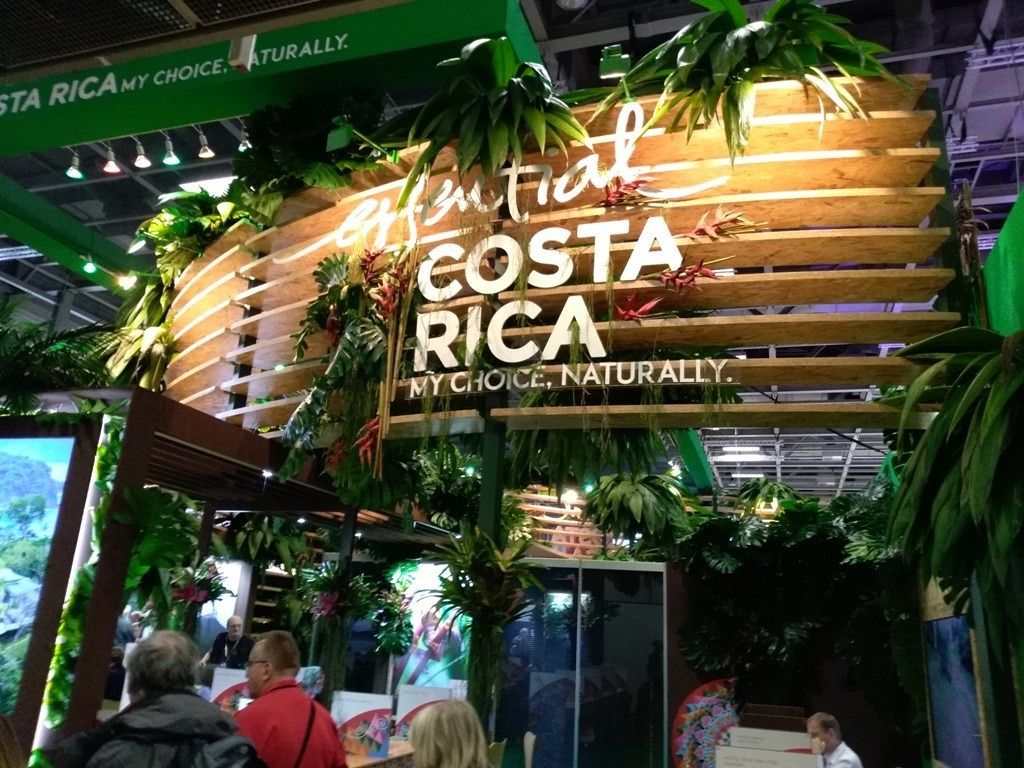 STA RICA MY CHOICE, NATURALLY.
essential
COSTA
RICA
MY CHOICE, NATURALLY.